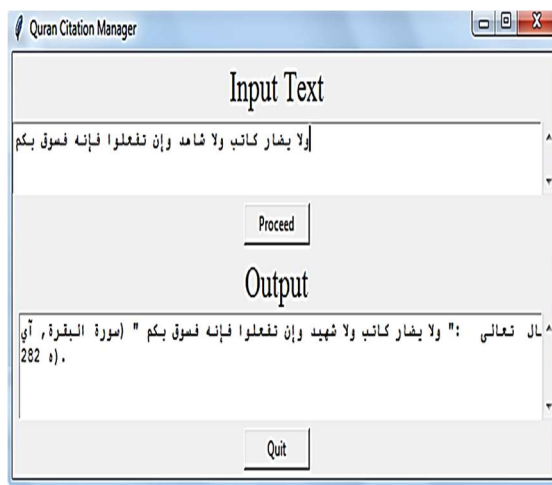 Quran Citation Manager
Input Text
ولا يضار كاتب ولا شاهد وإن تفعلوا فإنه فسوق بكم
Proceed
Output
ـال تعالى :" ولا يضار كاتب ولا شهيد وإن تفعلوا فإنه فسوق بكم " (سورة البقرة, آي
ه 282).
Quit